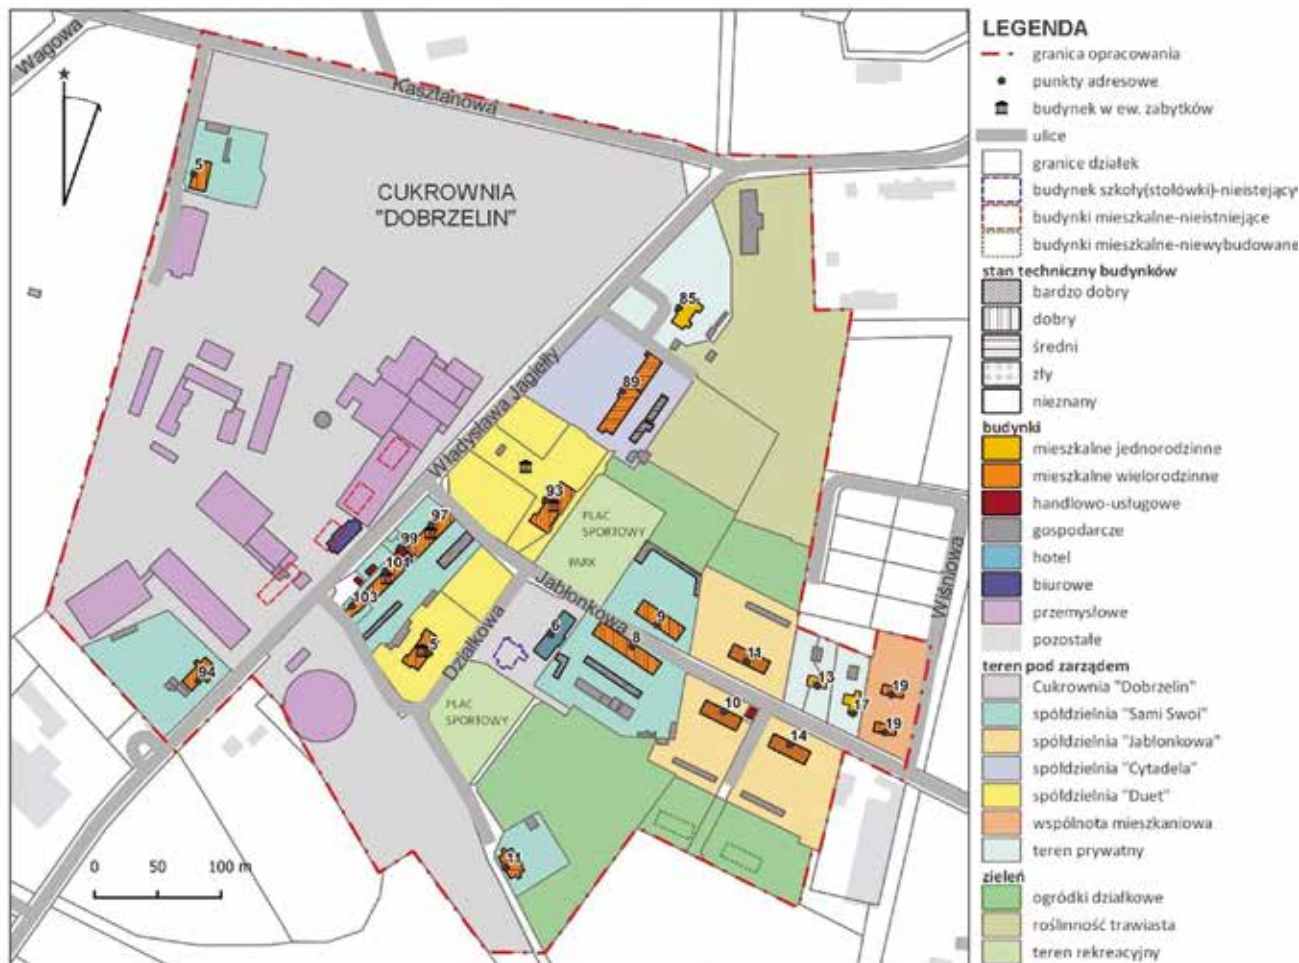 Wagowa
Kasztanowa
5
CUKROWNIA
"DOBRZELIN"
85
Władysława Jagiełły
89
93
PLAC
SPORTOWY
PARK
97
99
101
103
Jabłonkowa
Działkowa
5
6
8
9
11
13
17
19
19
Wiśniowa
94
PLAC
SPORTOWY
10
14
11
0 50 100 m
LEGENDA
granica opracowania
punkty adresowe
budynek w ew. zabytków
ulice
granice działek
budynek szkoły(stołówki)-nieistejący
budynki mieszkalne-nieistniejące
budynki mieszkalne-niewybudowane
stan techniczny budynków
bardzo dobry
dobry
średni
zły
nieznany
budynki
mieszkalne jednorodzinne
mieszkalne wielorodzinne
handlowo-usługowe
gospodarcze
hotel
biurowe
przemysłowe
pozostałe
teren pod zarządem
Cukrownia "Dobrzelin"
spółdzielnia "Sami Swoi"
spółdzielnia "Jabłonkowa"
spółdzielnia "Cytadela"
spółdzielnia "Duet"
wspólnota mieszkaniowa
teren prywatny
zieleń
ogródki działkowe
roślinność trawiasta
teren rekreacyjny